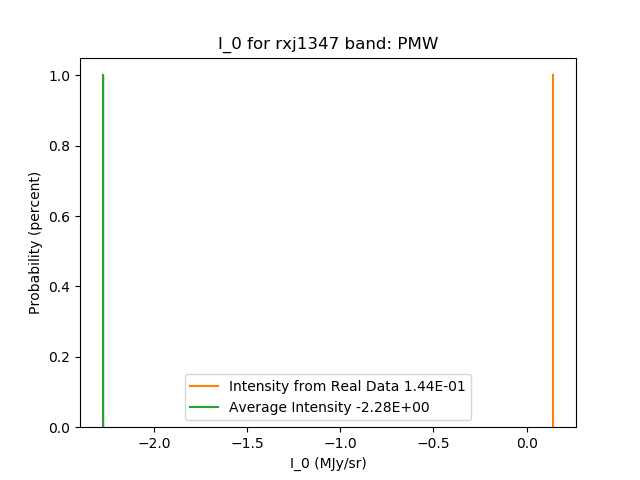 I_0 for rxj1347 band: PMW
Probability (percent)
1.0
0.8
0.6
0.4
0.2
0.0
Intensity from Real Data 1.44E-01
Average Intensity -2.28E+00
−2.0 −1.5 −1.0 −0.5 0.0
I_0 (MJy/sr)